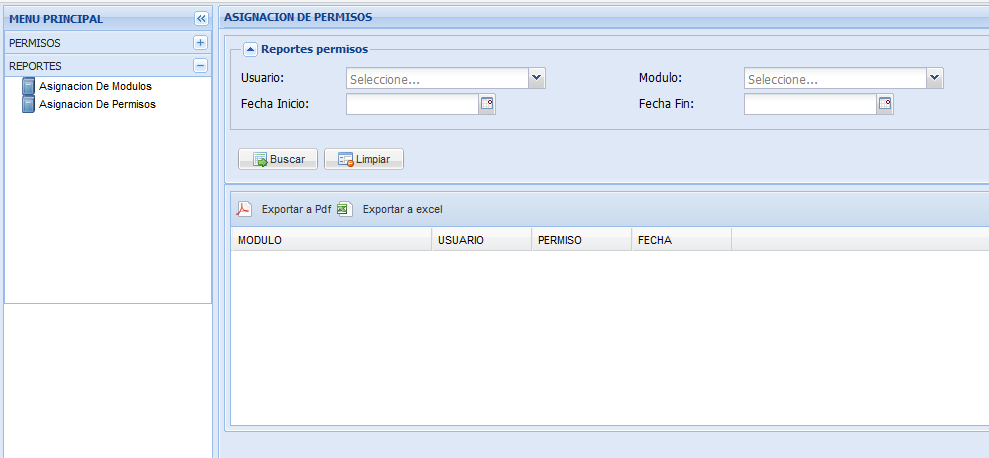 MENU PRINCIPAL
PERMISOS
REPORTES
Asignacion De Modulos
Asignacion De Permisos
ASIGNACION DE PERMISOS
Reportes permisos
Usuario: Seleccione... Modulo: Seleccione...
Fecha Inicio: Fecha Fin:
Buscar Limpiar
Exportar a Pdf Exportar a excel
MODULO USUARIO PERMISO FECHA